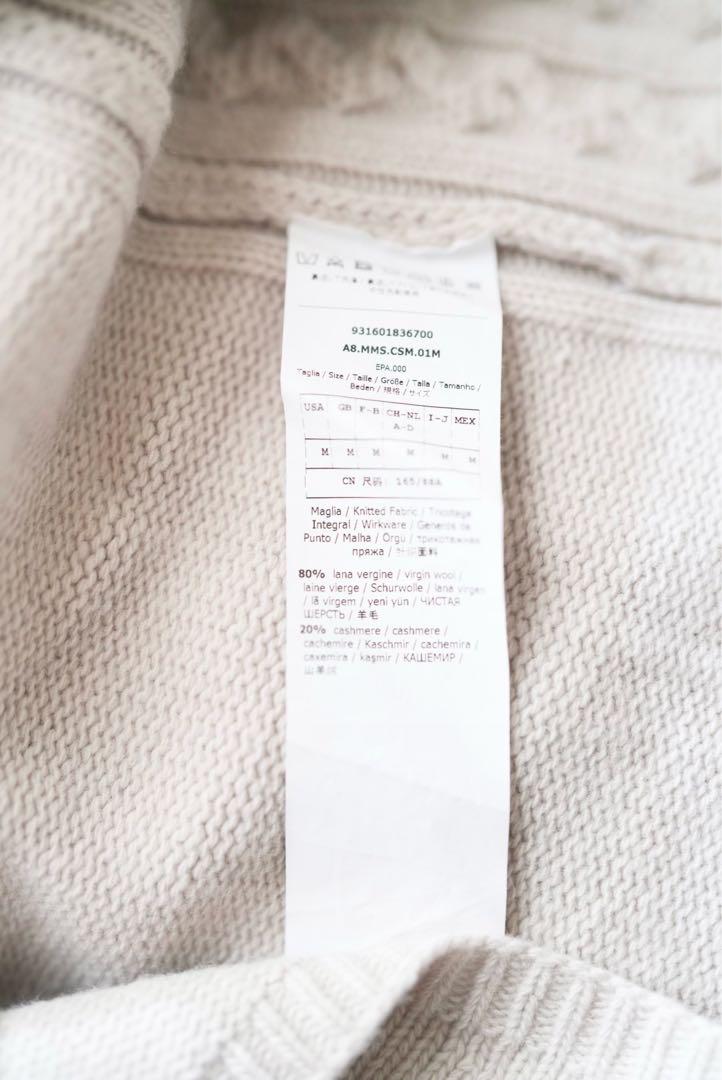 931601836700
A8.MMS.CSM.01M
EPA.000
Taglia / Size / Taille / Größe / Talla / Tamanho /
Beden / 規格 / サイズ
USA GB F-B CH-NL I-J MEX
A-D
M M M M M M
CN 尺码: 165/88A
Maglia / Knitted Fabric / Tricotage
Integral / Wirkware / Generos de
Punto / Malha / Örgü / трикотажная
пряжа / 针织面料
80% lana vergine / virgin wool /
laine vierge / Schurwolle / lana virgen
/ lã virgem / yeni yün / ЧИСТАЯ
ШЕРСТЬ / 羊毛
20% cashmere / cashmere /
cachemire / Kaschmir / cachemira /
caxemira / kaşmir / КАШЕМИР /
山羊绒